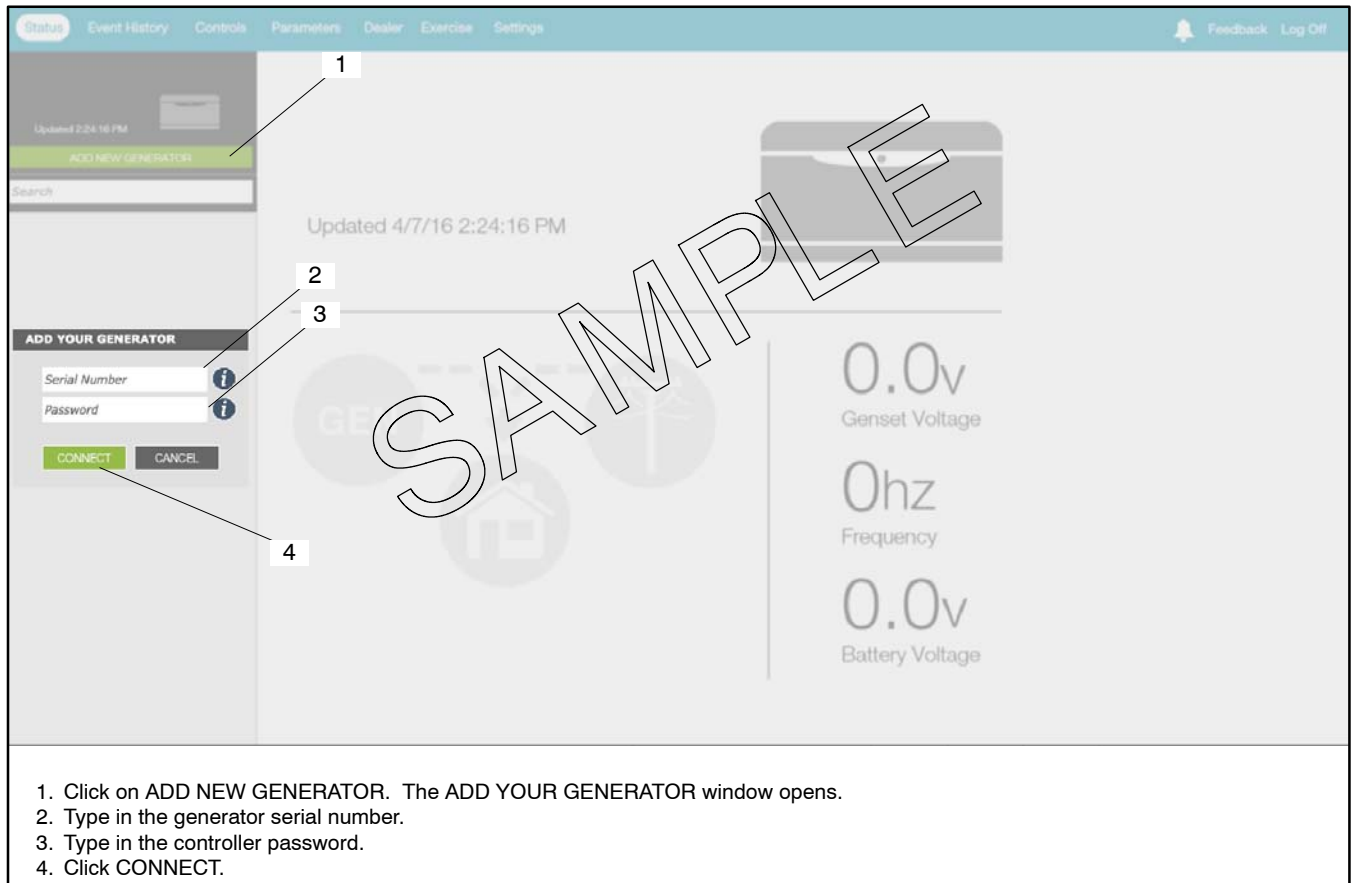 Status Event History Controls Parameters Dealer Exercise Settings Feedback Log Off
1
Updated 2:24:16 PM
ADD NEW GENERATOR
Search
Updated 4/7/16 2:24:16 PM
SAMPLE
2
3
ADD YOUR GENERATOR
Serial Number i
Password i
CONNECT CANCEL
4
GEN
0.0v
Genset Voltage
0hz
Frequency
0.0v
Battery Voltage
1. Click on ADD NEW GENERATOR. The ADD YOUR GENERATOR window opens.
2. Type in the generator serial number.
3. Type in the controller password.
4. Click CONNECT.